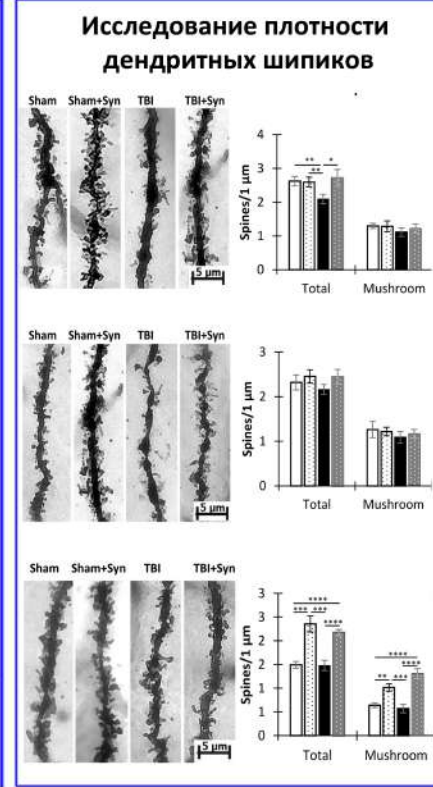 Исследование плотности
дендритных шипиков
Sham Sham+Syn TBI TBI+Syn
5 µm
Spines/1 µm
4
3
2
1
0
**
**
*
Total Mushroom
Sham Sham+Syn TBI TBI+Syn
5 µm
Spines/1 µm
3
2
1
0
Total Mushroom
Sham Sham+Syn TBI TBI+Syn
5 µm
Spines/1 µm
3
3
2
2
1
1
0
****
*** ***
****
****
****
** ***
Total Mushroom